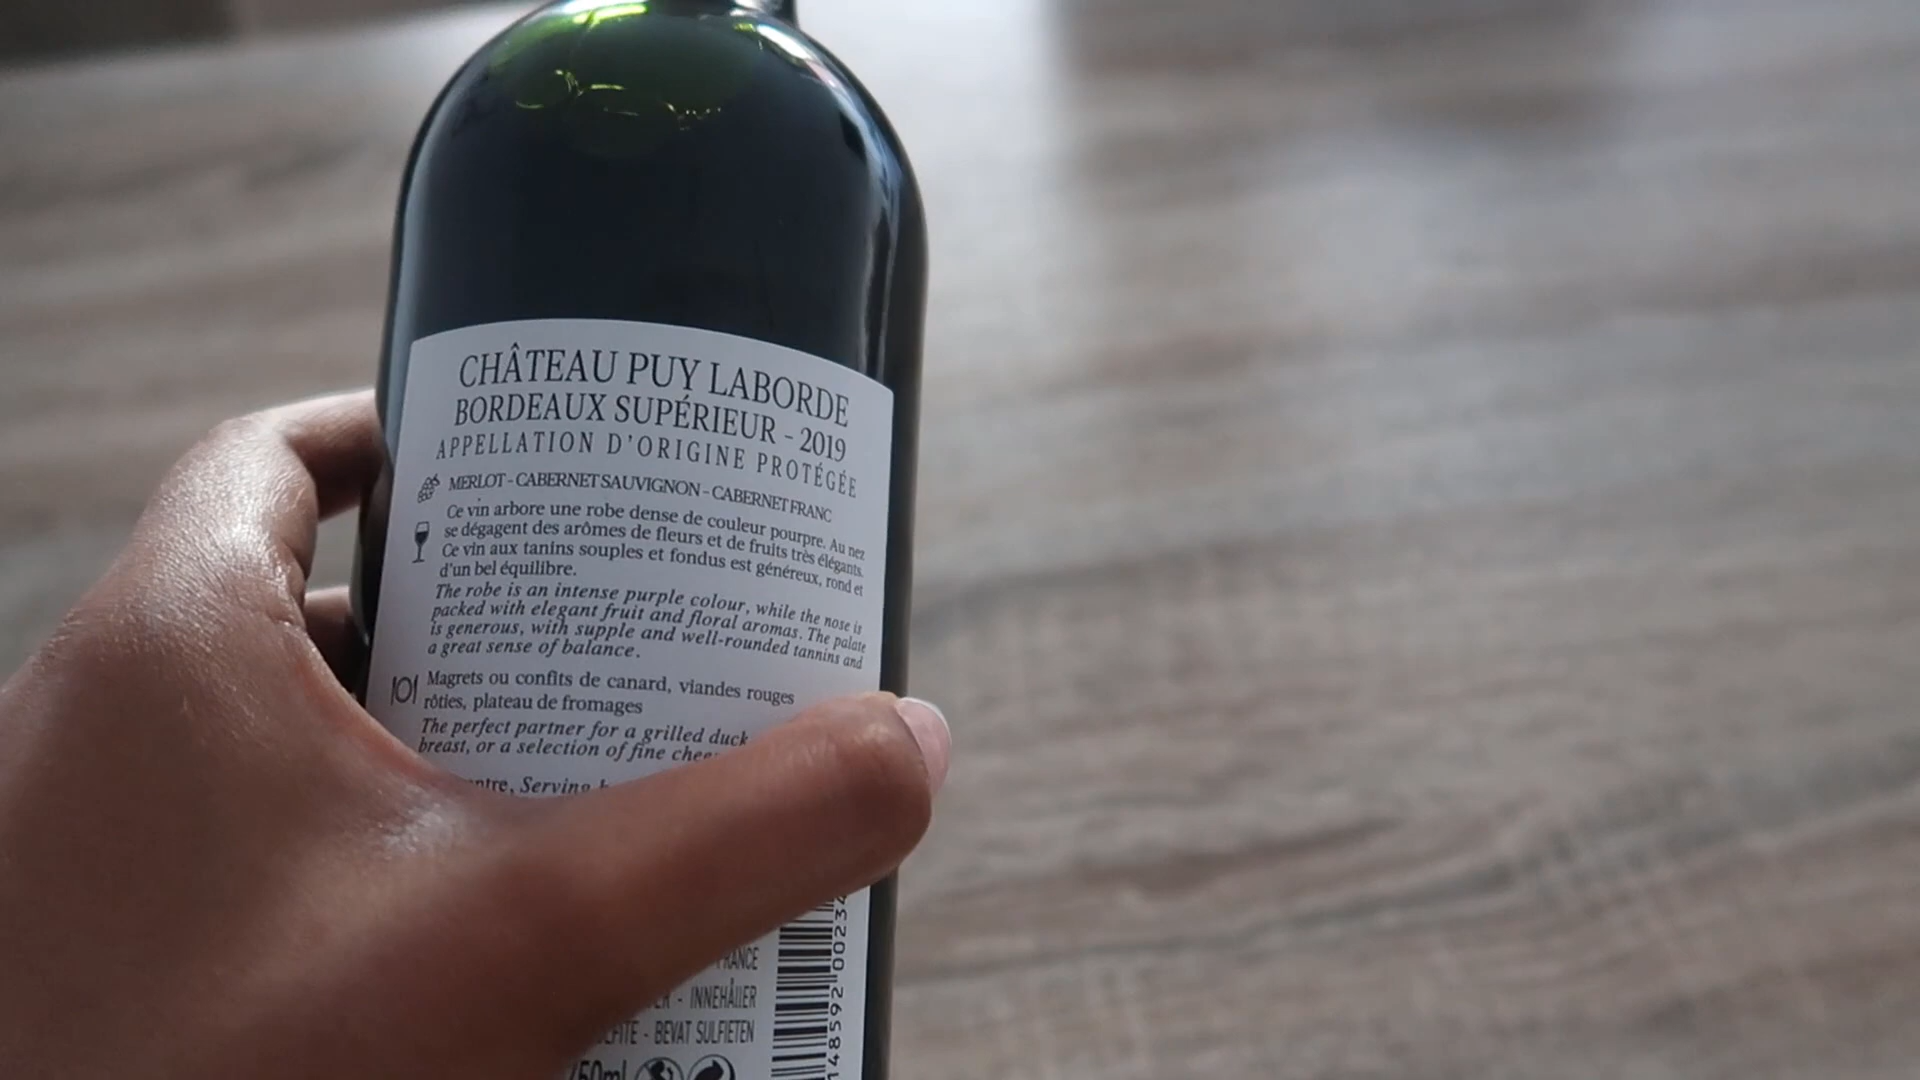 CHÂTEAU PUY LABORDE
BORDEAUX SUPÉRIEUR - 2019
APPELLATION D'ORIGINE PROTÉGÉE
MERLOT - CABERNET SAUVIGNON - CABERNET FRANC
Ce vin arbore une robe dense de couleur pourpre. Au nez
se dégagent des arômes de fleurs et de fruits très élégants.
Ce vin aux tanins souples et fondus est généreux, rond et
d'un bel équilibre.
The robe is an intense purple colour, while the nose is
packed with elegant fruit and floral aromas. The palate
is generous, with supple and well-rounded tannins and
a great sense of balance.
Magrets ou confits de canard, viandes rouges
rôties, plateau de fromages
The perfect partner for a grilled duck
breast, or a selection of fine
Serving
- INNEHÅLLER
- BEVAT SULFIETEN